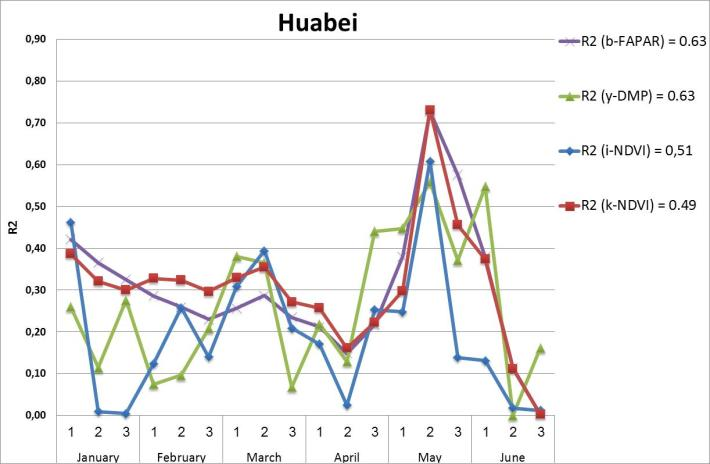 Huabei
0,90
0,80
0,70
0,60
0,50
0,40
0,30
0,20
0,10
0,00
R2
1 2 3 1 2 3 1 2 3 1 2 3 1 2 3 1 2 3
January February March April May June
R2 (b-FAPAR) = 0.63
R2 (y-DMP) = 0.63
R2 (i-NDVI) = 0,51
R2 (k-NDVI) = 0.49